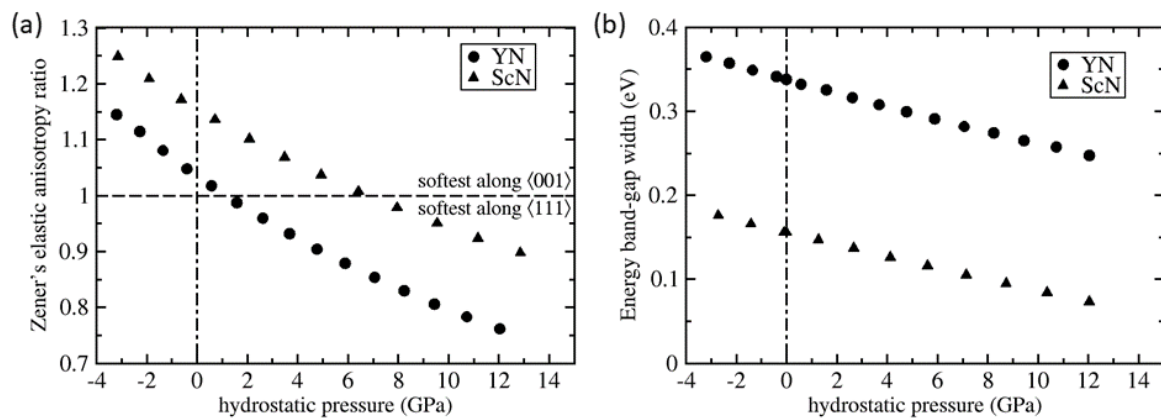 (a)
1.3
1.2
1.1
1
0.9
0.8
0.7
Zener's elastic anisotropy ratio
YN
ScN
softest along ⟨001⟩
softest along ⟨111⟩
-4 -2 0 2 4 6 8 10 12 14
hydrostatic pressure (GPa)
(b)
0.4
0.3
0.2
0.1
0
Energy band-gap width (eV)
YN
ScN
-4 -2 0 2 4 6 8 10 12 14
hydrostatic pressure (GPa)